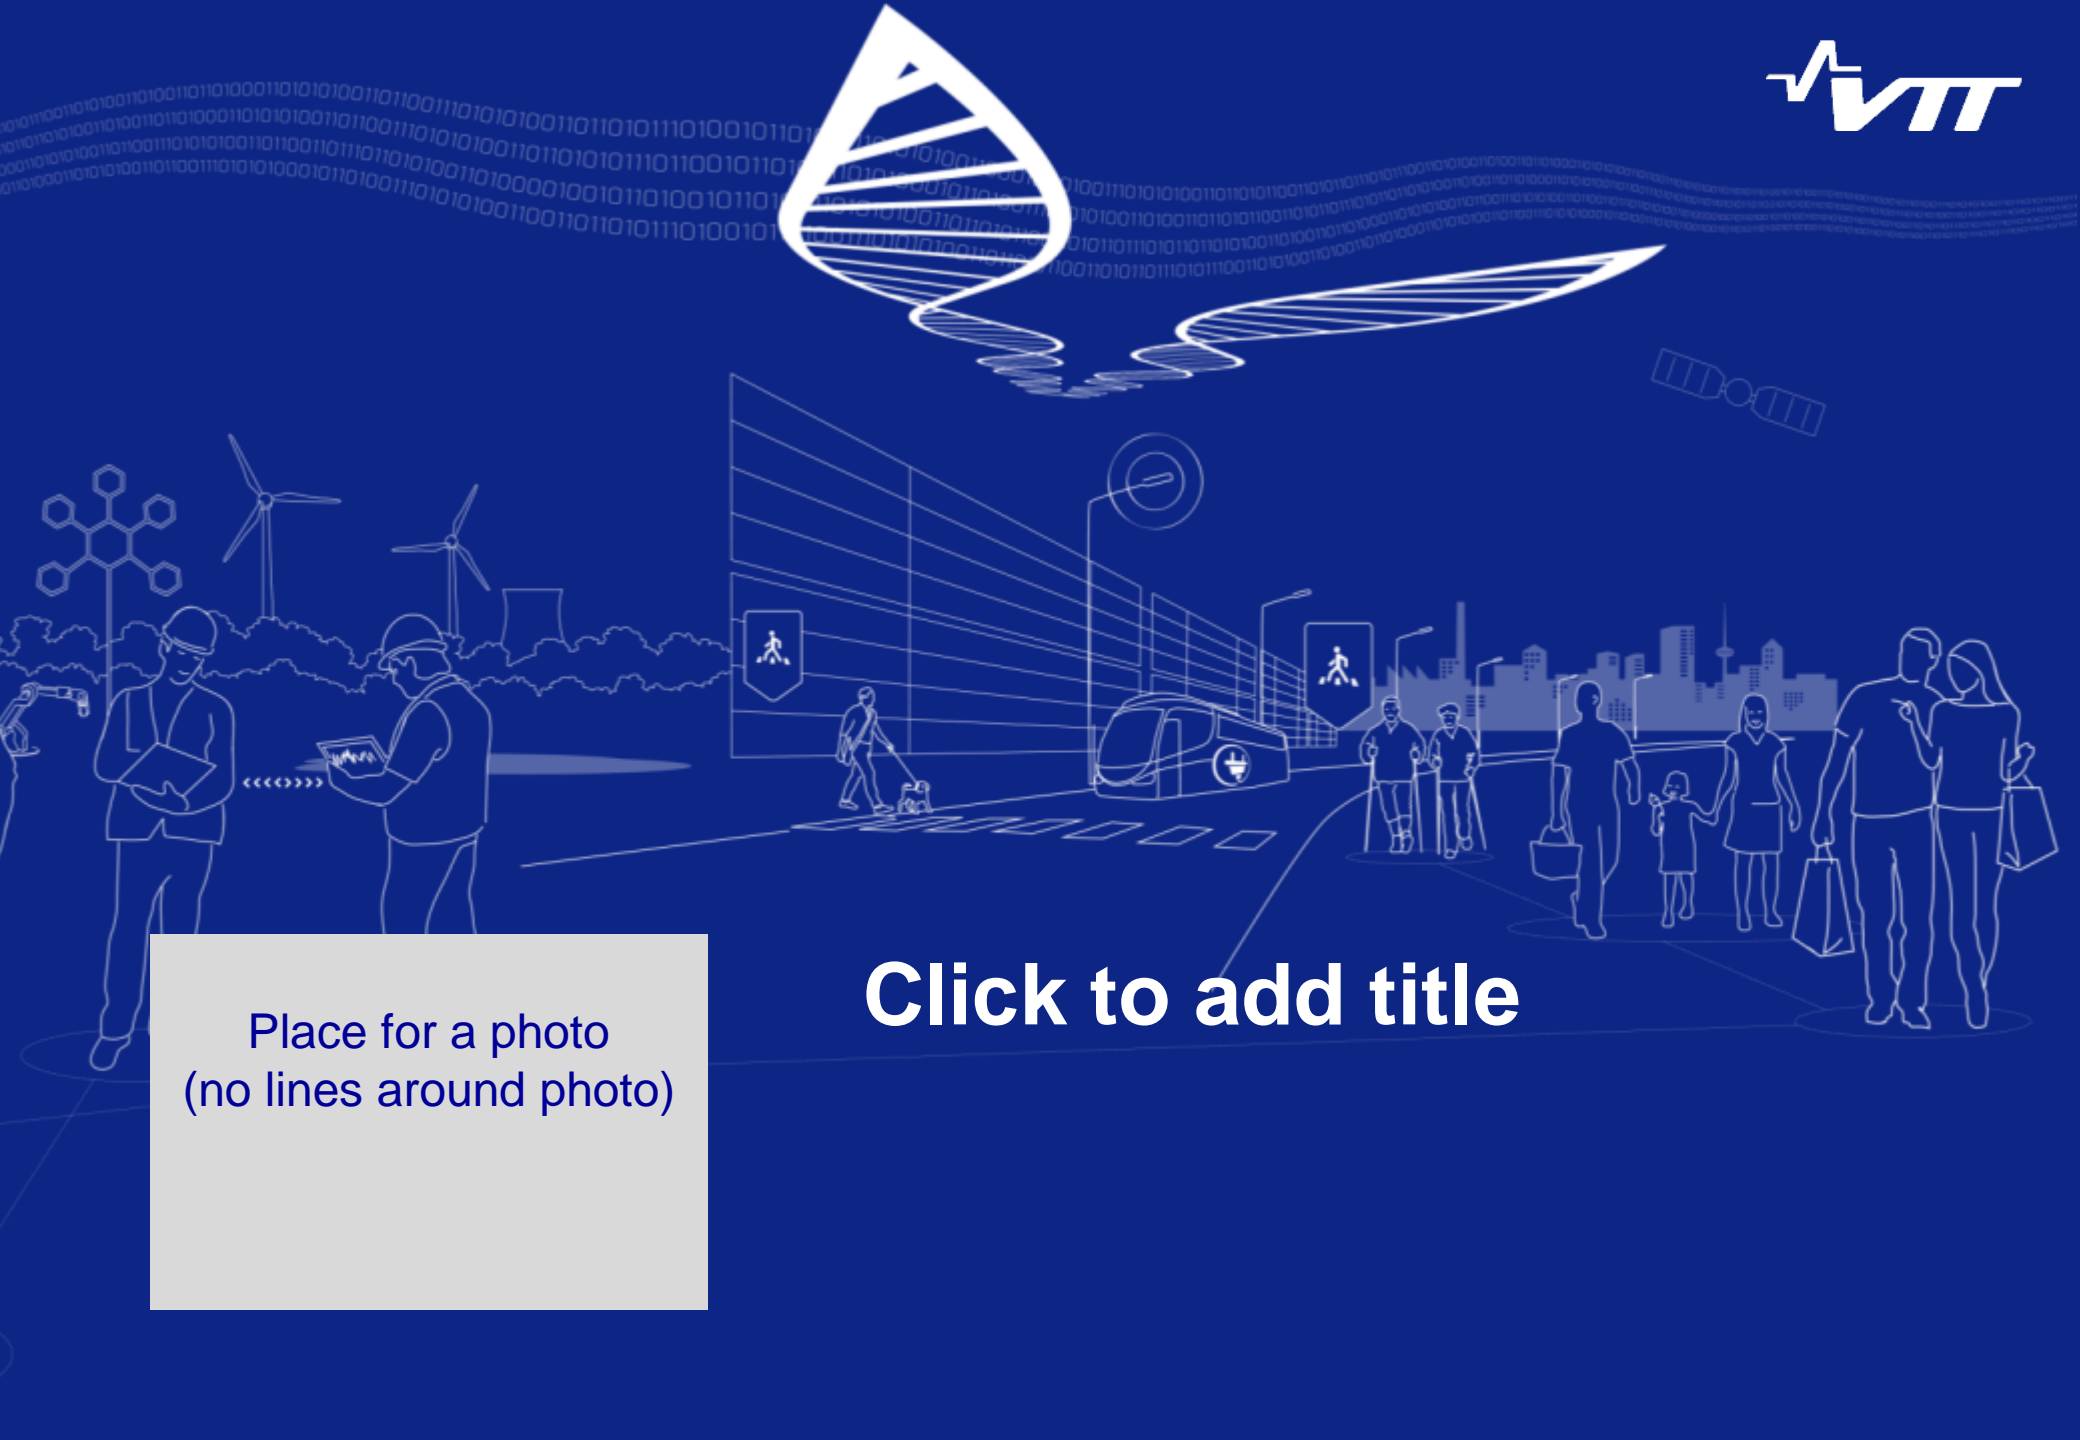 VTT
Click to add title
Place for a photo
(no lines around photo)